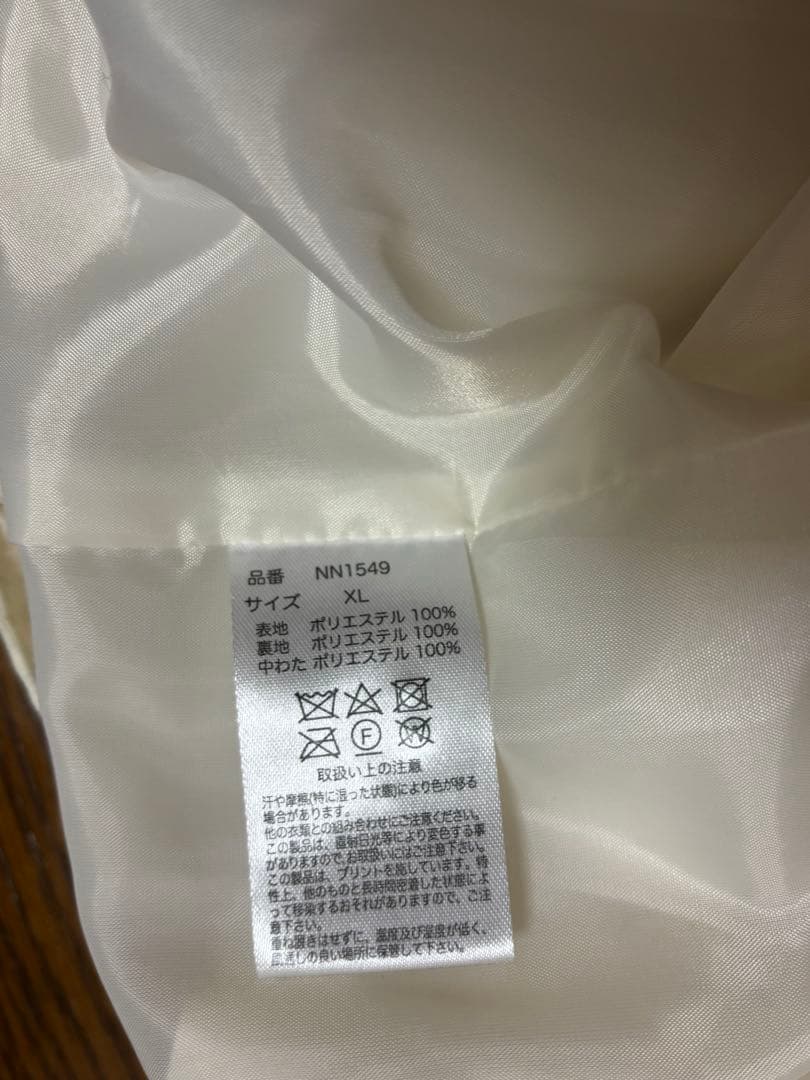 品番 NN1549
サイズ XL
表地 ポリエステル 100%
裏地 ポリエステル 100%
中わた ポリエステル 100%
F
W
取扱い上の注意
汗や摩擦(特に湿った状態)により色が移る
場合があります。
他の衣類との組み合わせにご注意ください。
この製品は、直射日光等により変色する事
がありますので、お取扱いにはご注意下さい。
この製品は、プリントを施しています。特
性上、他のものと長時間密着した状態によ
って移染するおそれがありますので、ご注
意下さい。
重ね置きはせずに、温度及び湿度が低く、
風通しの良い場所に保管して下さい。